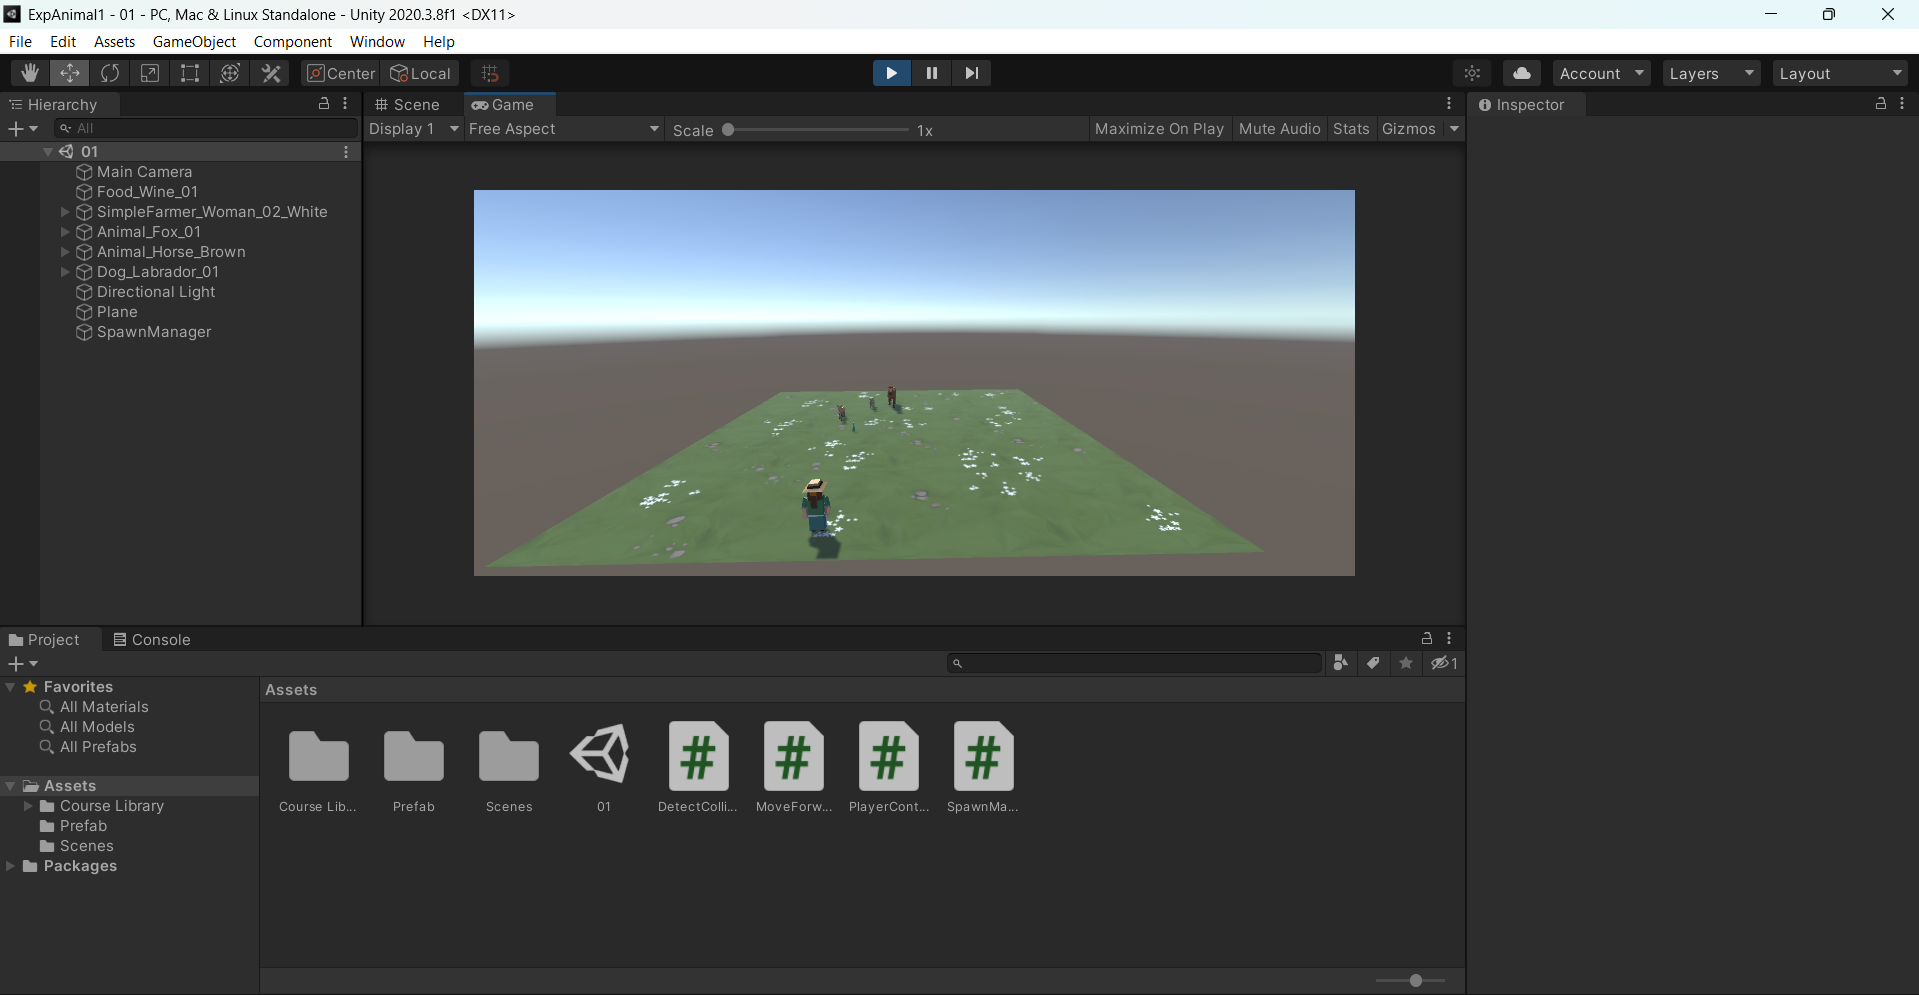 ExpAnimal1 - 01 - PC, Mac & Linux Standalone - Unity 2020.3.8f1 <DX11>
File Edit Assets GameObject Component Window Help
Center Local Account Layers Layout
Hierarchy
All
01
Main Camera
Food_Wine_01
SimpleFarmer_Woman_02_White
Animal_Fox_01
Animal_Horse_Brown
Dog_Labrador_01
Directional Light
Plane
SpawnManager
Scene Game
Display 1 Free Aspect Scale 1x Maximize On Play Mute Audio Stats Gizmos
Inspector
Project Console
1
Favorites
All Materials
All Models
All Prefabs
Assets
Course Library
Prefab
Scenes
Packages
Assets
Course Lib... Prefab Scenes 01 DetectColli... MoveForw... PlayerCont... SpawnMa...